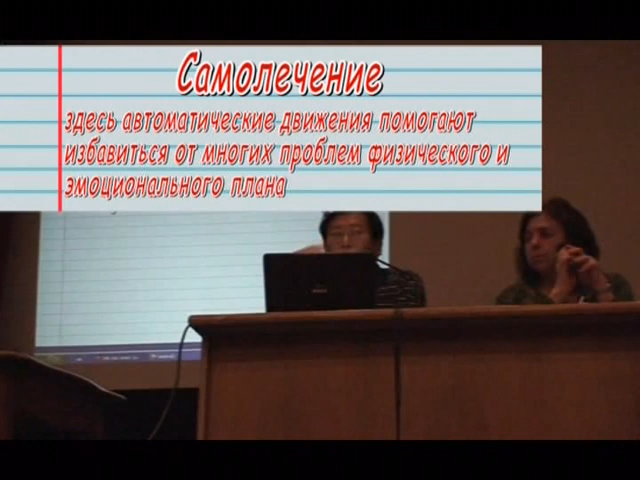 Самолечение
здесь автоматические движения помогают
избавиться от многих проблем физического и
эмоционального плана